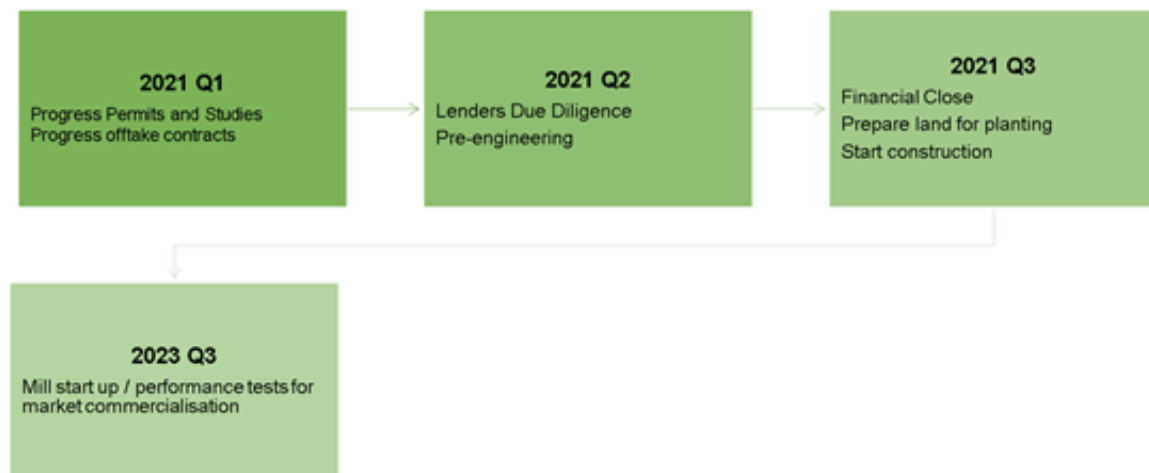 2021 Q1
Progress Permits and Studies
Progress offtake contracts
2021 Q2
Lenders Due Diligence
Pre-engineering
2021 Q3
Financial Close
Prepare land for planting
Start construction
2023 Q3
Mill start up / performance tests for
market commercialisation